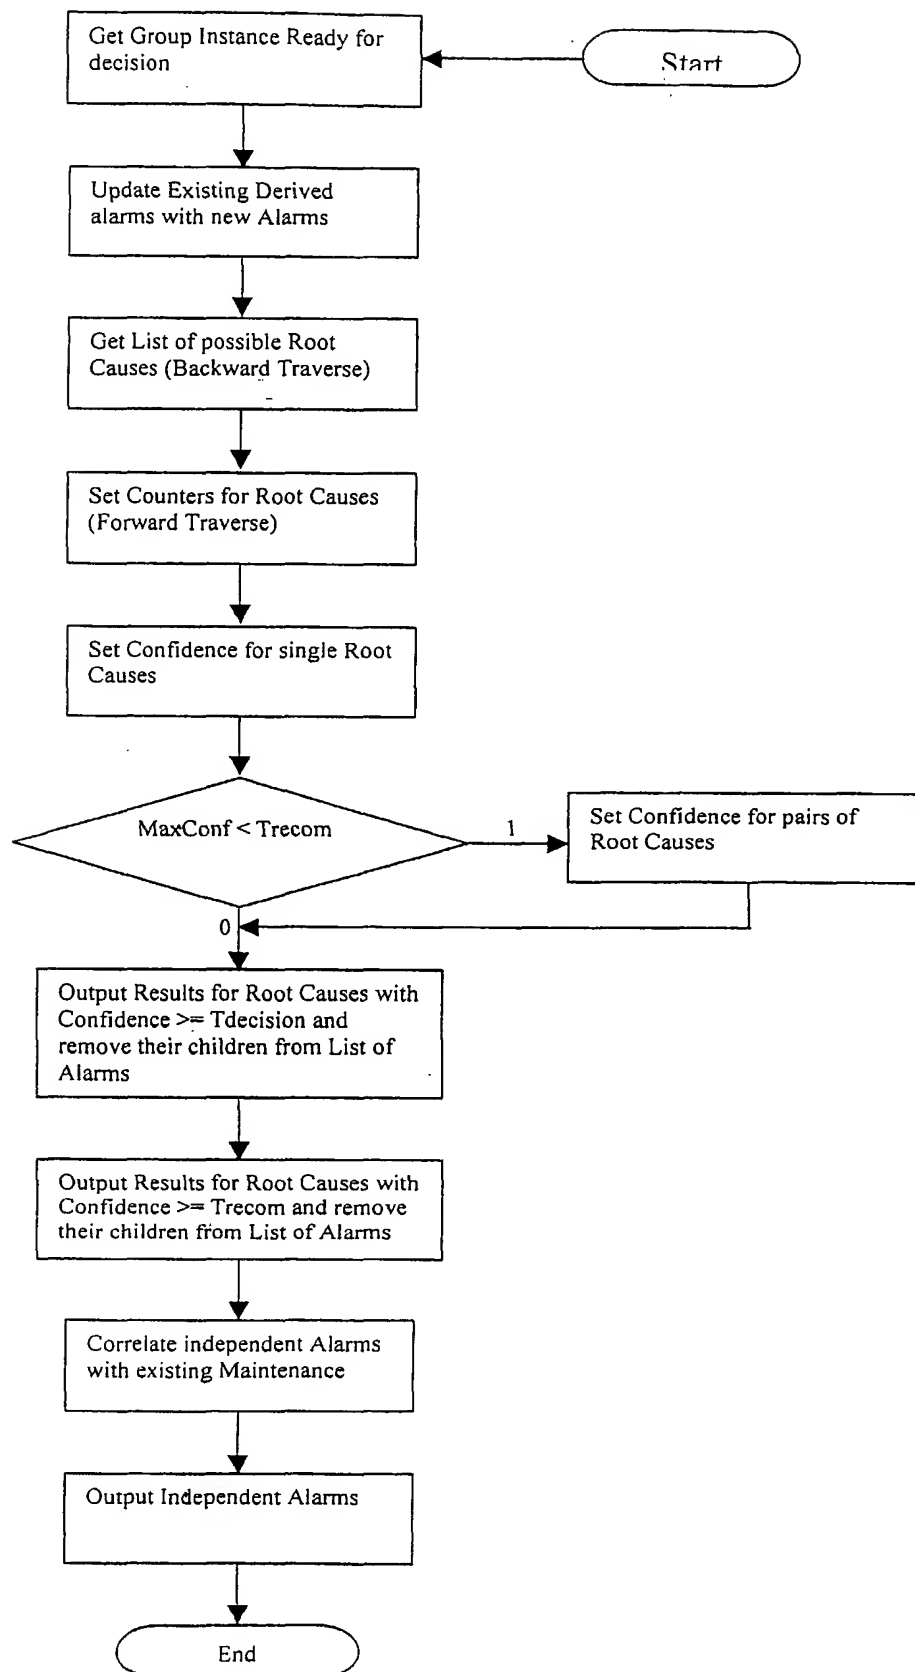 Get Group Instance Ready for
decision
Start
Update Existing Derived
alarms with new Alarms
Get List of possible Root
Causes (Backward Traverse)
Set Counters for Root Causes
(Forward Traverse)
Set Confidence for single Root
Causes
MaxConf < Trecom
1
Set Confidence for pairs of
Root Causes
0
Output Results for Root Causes with
Confidence >= Tdecision and
remove their children from List of
Alarms
Output Results for Root Causes with
Confidence >= Trecom and remove
their children from List of Alarms
Correlate independent Alarms
with existing Maintenance
Output Independent Alarms
End